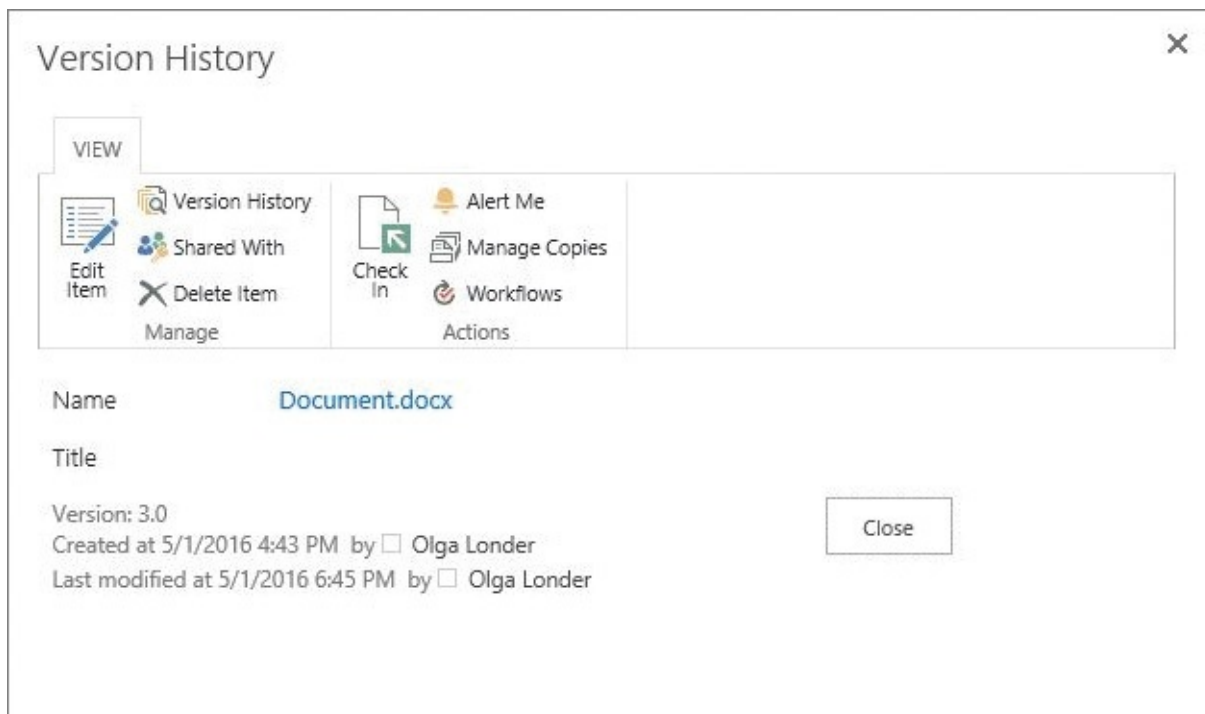 Version History
VIEW
Edit
Item
Version History
Shared With
Delete Item
Manage
Check
In
Alert Me
Manage Copies
Workflows
Actions
Name Document.docx
Title
Version: 3.0
Created at 5/1/2016 4:43 PM by Olga Londer
Last modified at 5/1/2016 6:45 PM by Olga Londer
Close